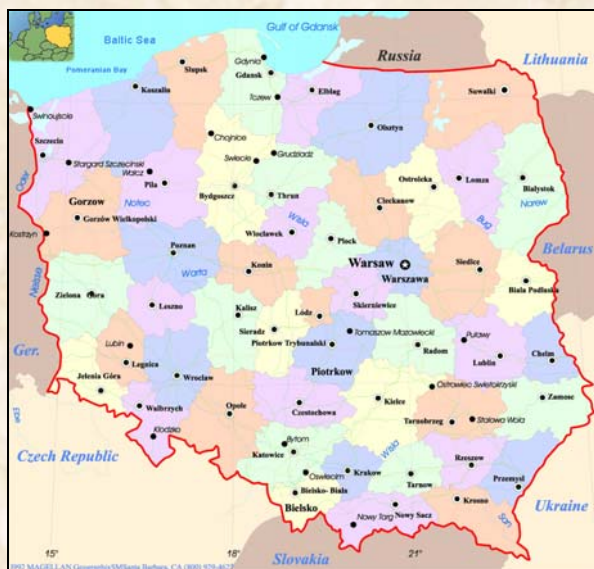 Gulf of Gdansk
Baltic Sea
Russia
Lithuania
Pomeranian Bay
Gdynia
Slupsk
Gdansk
Koszalin
Tczew
Elblag
Suwalki
Swinoujscie
Olsztyn
Chojnice
Szczecin
Stargard Szczecinski
Swiecie
Grudziadz
Walcz
Pila
Ostroleka
Lomza
Bialystok
Oder
Bydgoszcz
Thrun
Gorzow
Notec
Ciechanow
Narew
Gorzów Wielkopolski
Wisla
Bug
Kostrzyn
Wloclawek
Plock
Belarus
Poznan
Warsaw
Siedlce
Warta
Konin
Warszawa
Neisse
Biala Podlaska
Zielona Gora
Leszno
Kalisz
Skierniewice
Lódz
Sieradz
Tomaszow Mazowiecki
Pulawy
Ger.
Lubin
Piotrkow Trybunalski
Radom
Legnica
Lublin
Chelm
Jelenia Góra
Wroclaw
Piotrkow
Ostrowiec Swietokrzyski
Walbrzych
Opole
Czestochowa
Kielce
Zamosc
Tarnobrzeg
Stalowa Wola
Klodzko
Bytom
Czech Republic
Katowice
Wisla
Rzeszow
Oswiecim
Krakow
Tarnow
Przemysl
Bielsko- Biala
Krosno
Ukraine
Bielsko
Nowy Sacz
San
Nowy Targ
15°
18°
21°
Slovakia